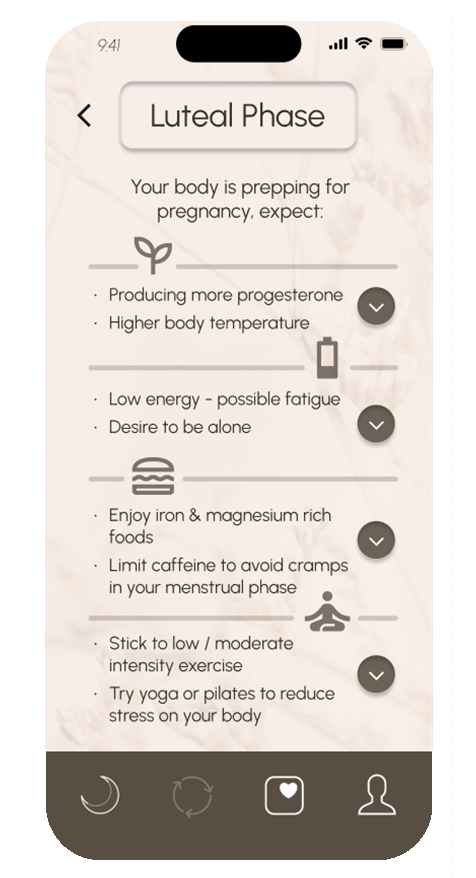 9:41
Luteal Phase
Your body is prepping for
pregnancy, expect:
· Producing more progesterone
· Higher body temperature
· Low energy - possible fatigue
· Desire to be alone
· Enjoy iron & magnesium rich
foods
· Limit caffeine to avoid cramps
in your menstrual phase
· Stick to low / moderate
intensity exercise
· Try yoga or pilates to reduce
stress on your body